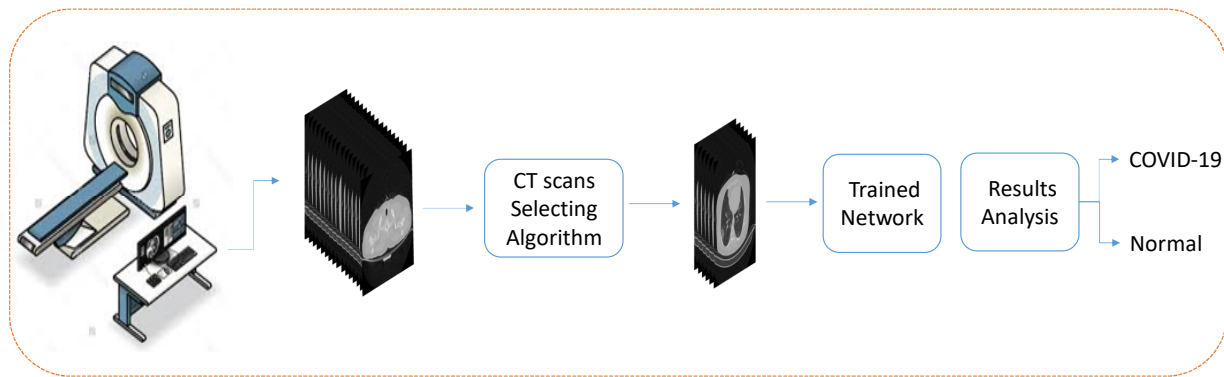 CT scans
Selecting
Algorithm
Trained
Network
Results
Analysis
COVID-19
Normal